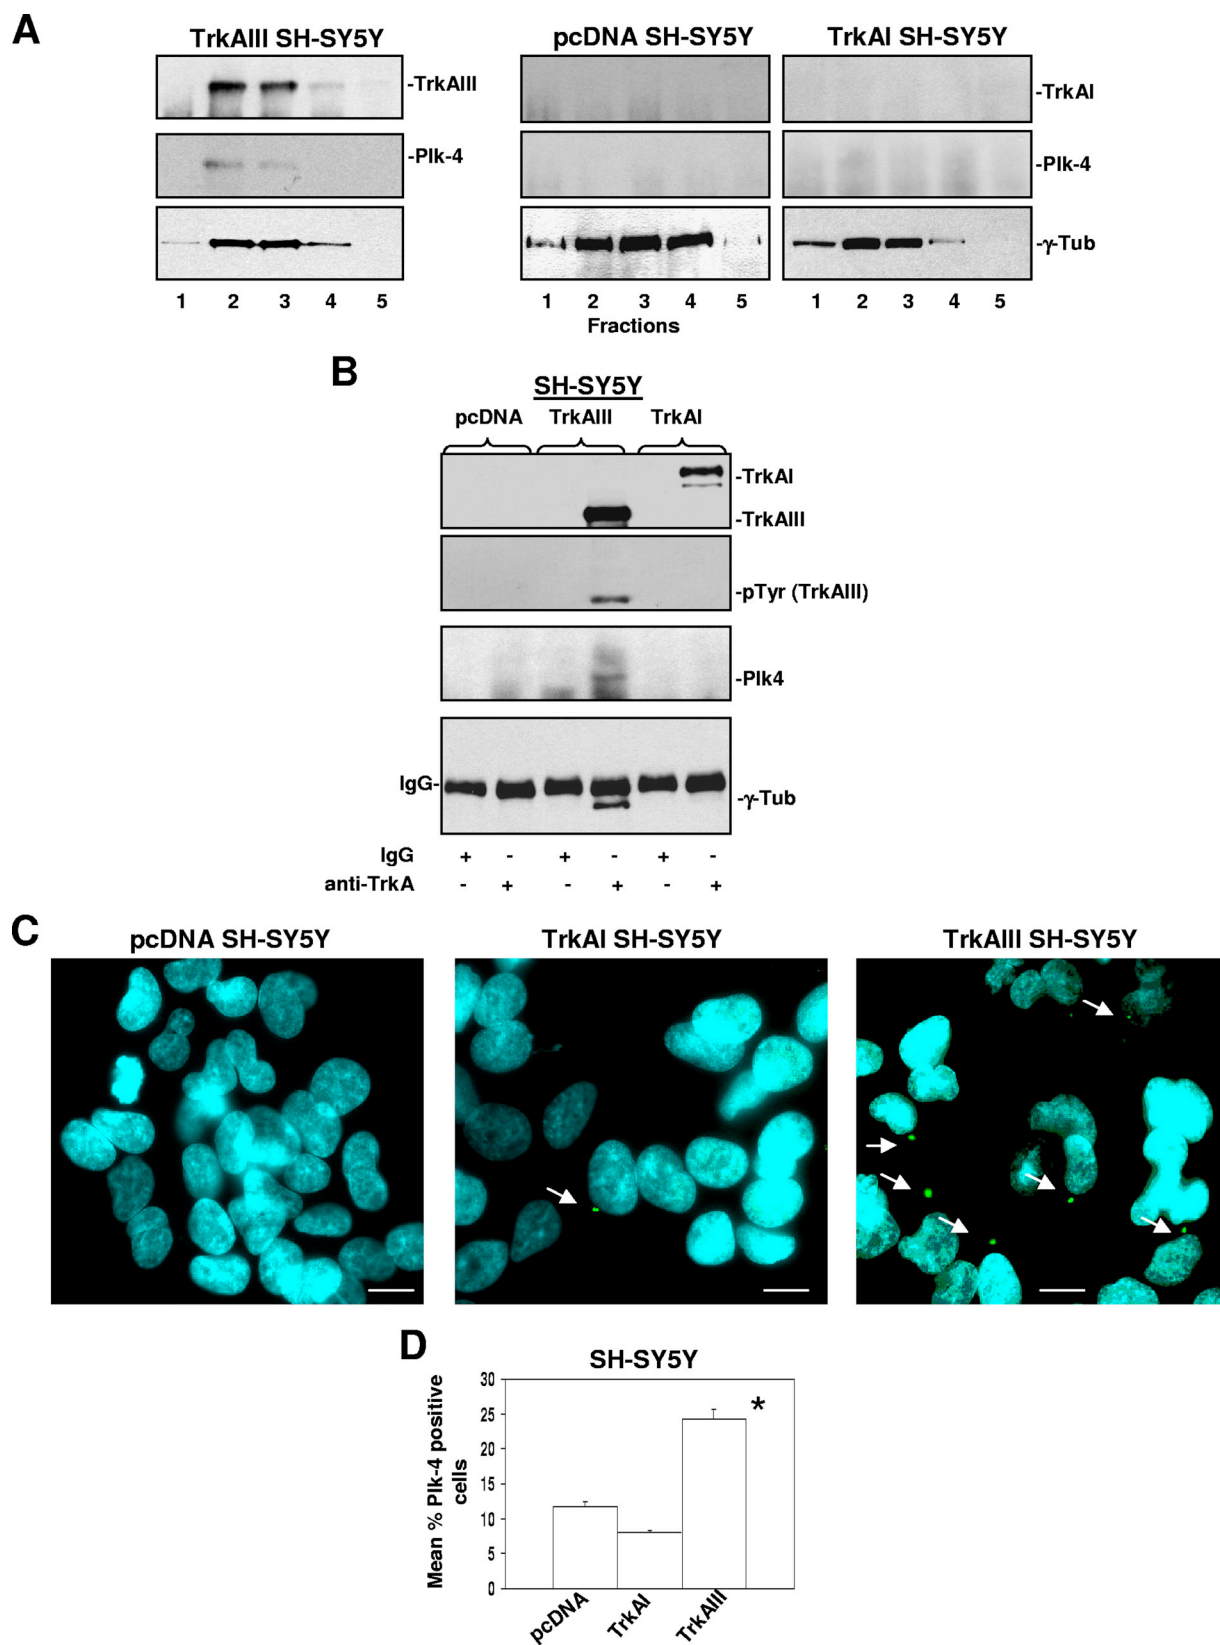 A
TrkAIII SH-SY5Y
pcDNA SH-SY5Y
TrkAI SH-SY5Y
-TrkAIII
-TrkAI
-Plk-4
-Plk-4
-γ-Tub
1 2 3 4 5
1 2 3 4 5
1 2 3 4 5
Fractions
B
SH-SY5Y
pcDNA TrkAIII TrkAI
-TrkAI
-TrkAIII
-pTyr (TrkAIII)
-Plk4
IgG-
-γ-Tub
IgG + - + - + -
anti-TrkA - + - + - +
C
pcDNA SH-SY5Y
TrkAI SH-SY5Y
TrkAIII SH-SY5Y
D
SH-SY5Y
Mean % Plk-4 positive
cells
30
25
20
15
10
5
0
*
pcDNA
TrkAI
TrkAIII